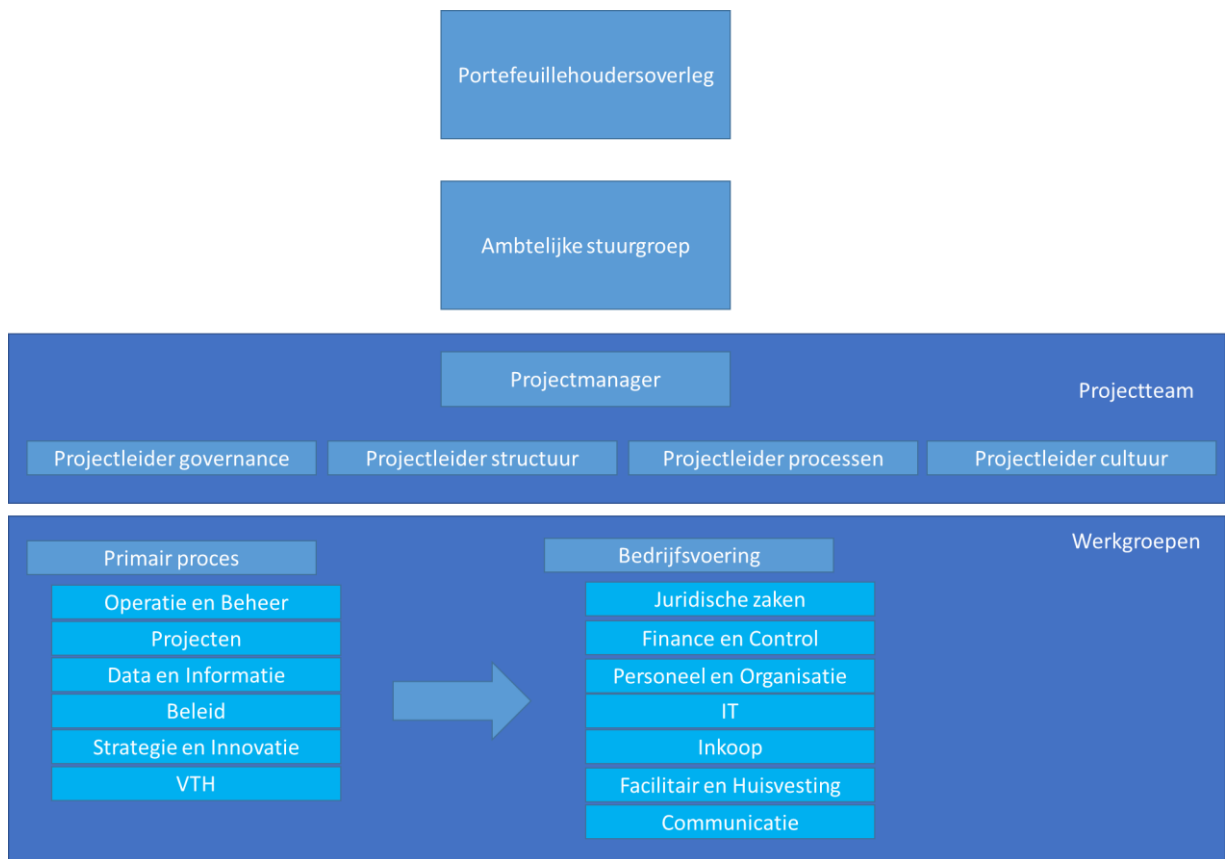 Portefeuillehoudersoverleg
Ambtelijke stuurgroep
Projectmanager
Projectteam
Projectleider governance
Projectleider structuur
Projectleider processen
Projectleider cultuur
Werkgroepen
Primair proces
Operatie en Beheer
Projecten
Data en Informatie
Beleid
Strategie en Innovatie
VTH
Bedrijfsvoering
Juridische zaken
Finance en Control
Personeel en Organisatie
IT
Inkoop
Facilitair en Huisvesting
Communicatie